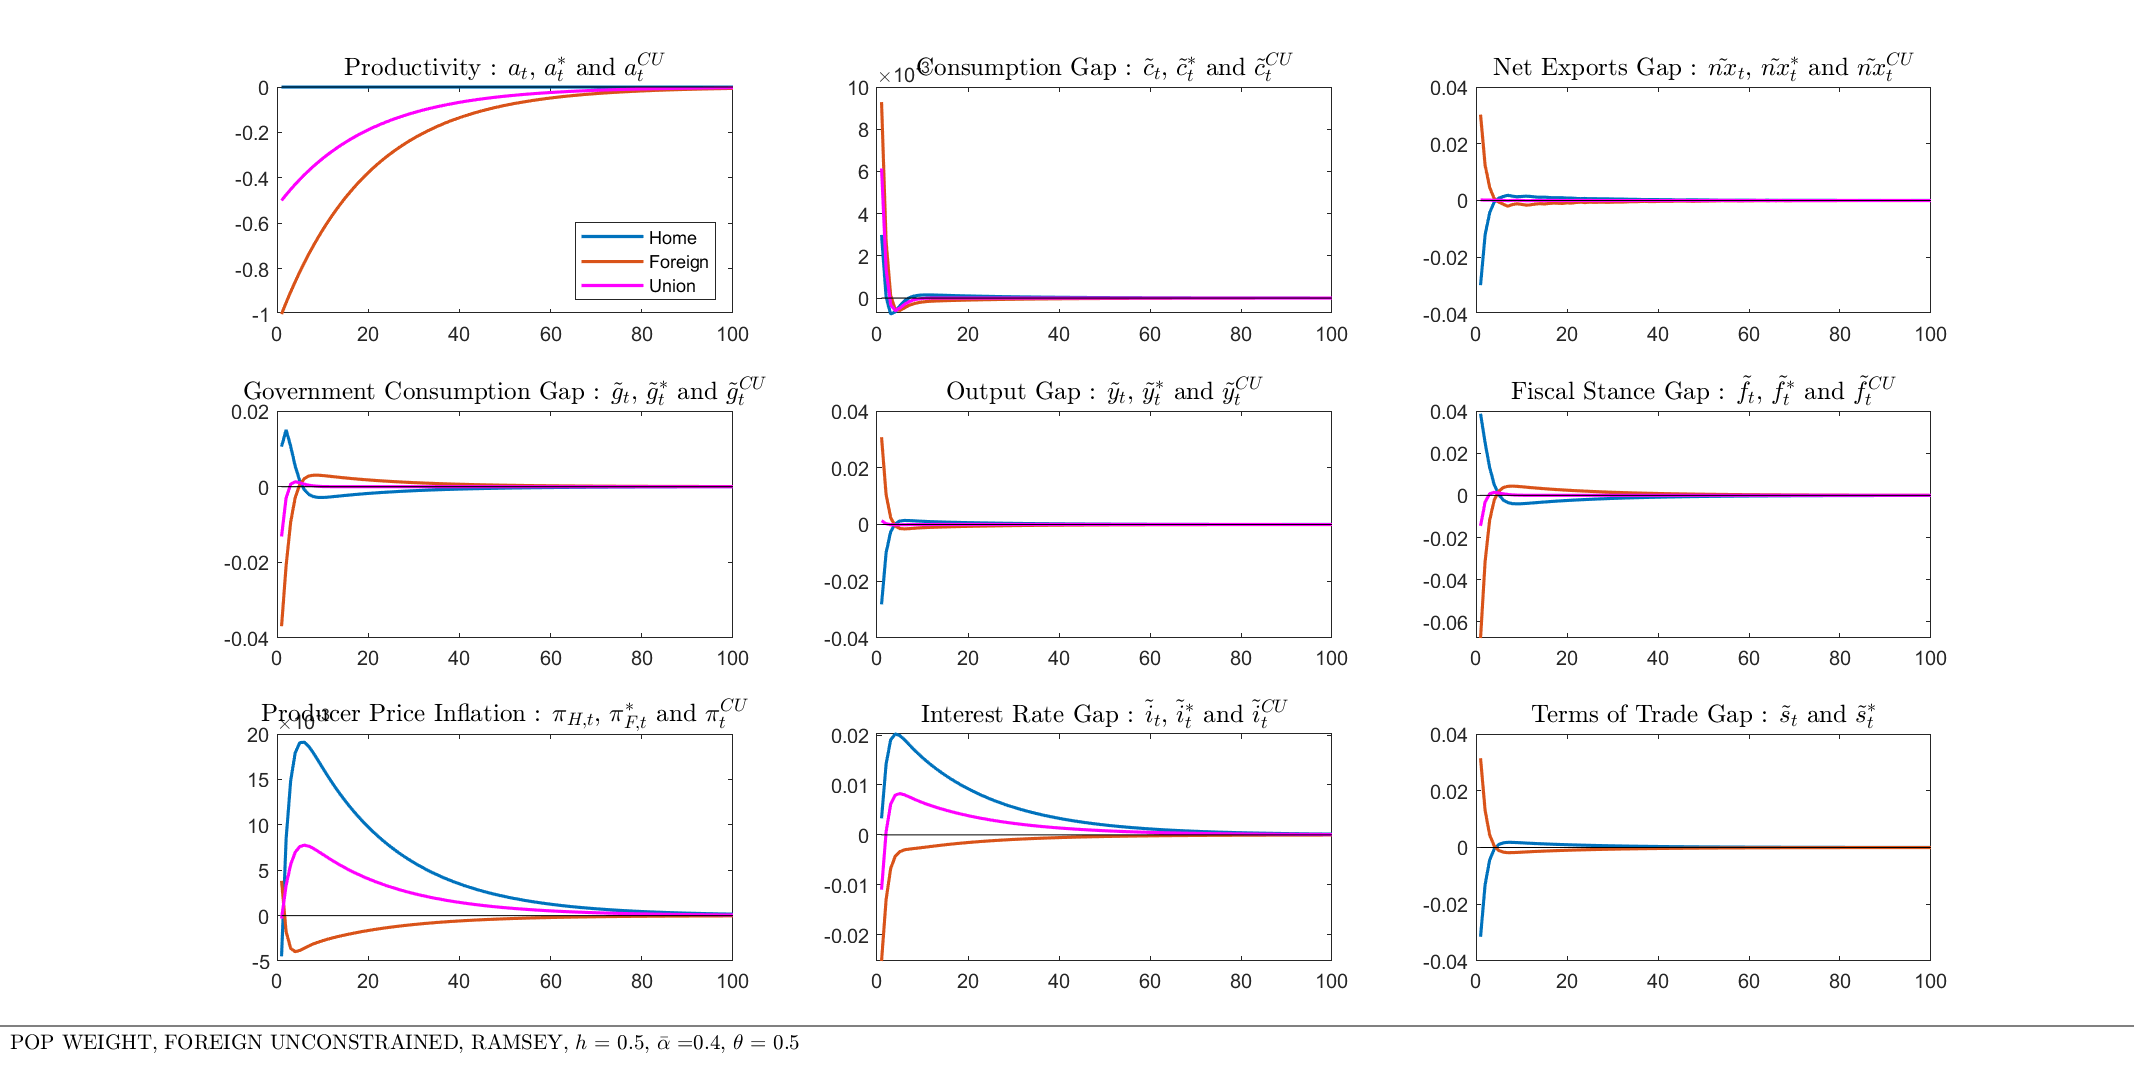 Productivity : a_t, a_t^* and a_t^{CU}
0
-0.2
-0.4
-0.6
-0.8
-1
0 20 40 60 80 100
Home
Foreign
Union
×10^{-3}
Consumption Gap : c̃_t, c̃_t^* and c̃_t^{CU}
10
8
6
4
2
0
0 20 40 60 80 100
Net Exports Gap : ñx_t, ñx_t^* and ñx_t^{CU}
0.04
0.02
0
-0.02
-0.04
0 20 40 60 80 100
Government Consumption Gap : g̃_t, g̃_t^* and g̃_t^{CU}
0.02
0
-0.02
-0.04
0 20 40 60 80 100
Output Gap : ỹ_t, ỹ_t^* and ỹ_t^{CU}
0.04
0.02
0
-0.02
-0.04
0 20 40 60 80 100
Fiscal Stance Gap : f̃_t, f̃_t^* and f̃_t^{CU}
0.04
0.02
0
-0.02
-0.04
-0.06
0 20 40 60 80 100
Producer Price Inflation : π_{H,t}, π_{F,t}^* and π_t^{CU}
×10^{-3}
20
15
10
5
0
-5
0 20 40 60 80 100
Interest Rate Gap : ĩ_t, ĩ_t^* and ĩ_t^{CU}
0.02
0.01
0
-0.01
-0.02
0 20 40 60 80 100
Terms of Trade Gap : s̃_t and s̃_t^*
0.04
0.02
0
-0.02
-0.04
0 20 40 60 80 100
POP WEIGHT, FOREIGN UNCONSTRAINED, RAMSEY, h = 0.5, ᾱ =0.4, θ = 0.5